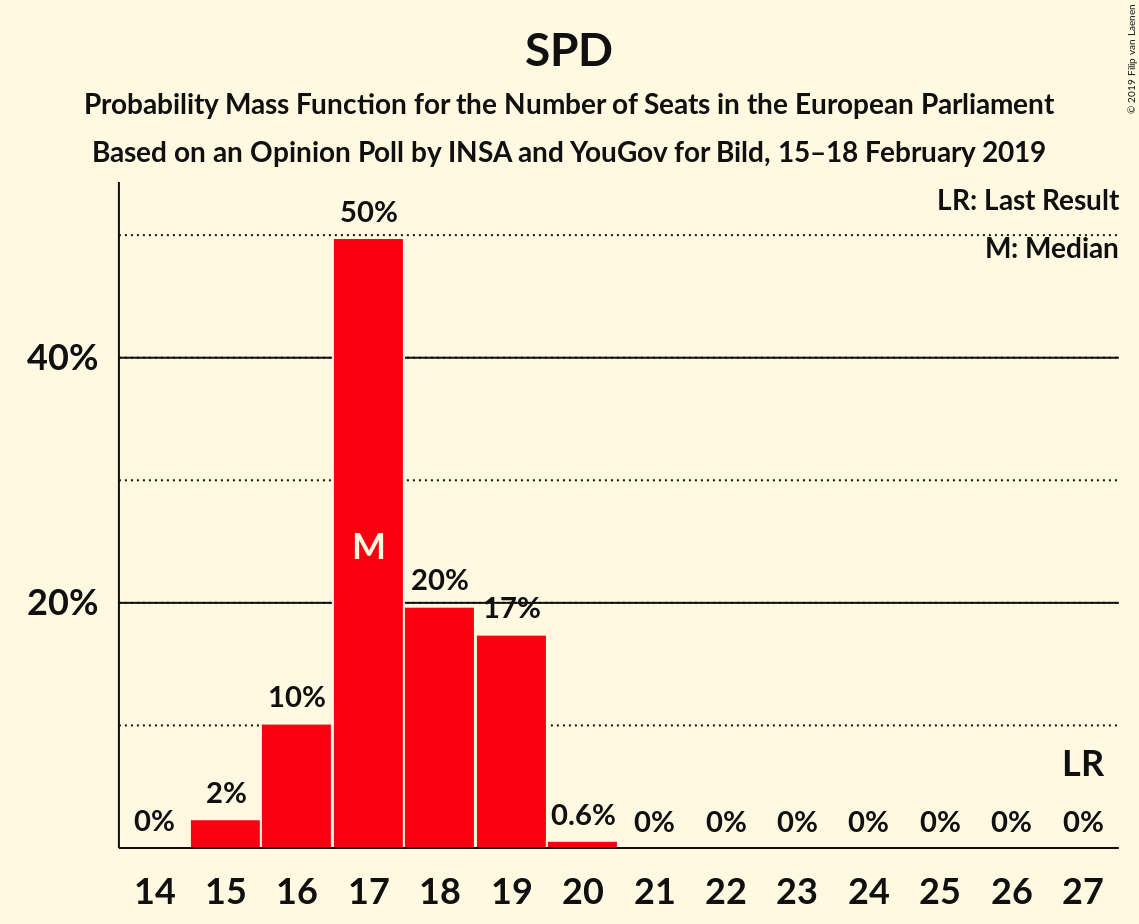 SPD
Probability Mass Function for the Number of Seats in the European Parliament
Based on an Opinion Poll by INSA and YouGov for Bild, 15–18 February 2019
© 2019 Filip van Laenen
LR: Last Result
M: Median
50%
40%
M
20%
20%
17%
10%
LR
0%
2%
0.6%
0%
0%
0%
0%
0%
0%
0%
14 15 16 17 18 19 20 21 22 23 24 25 26 27